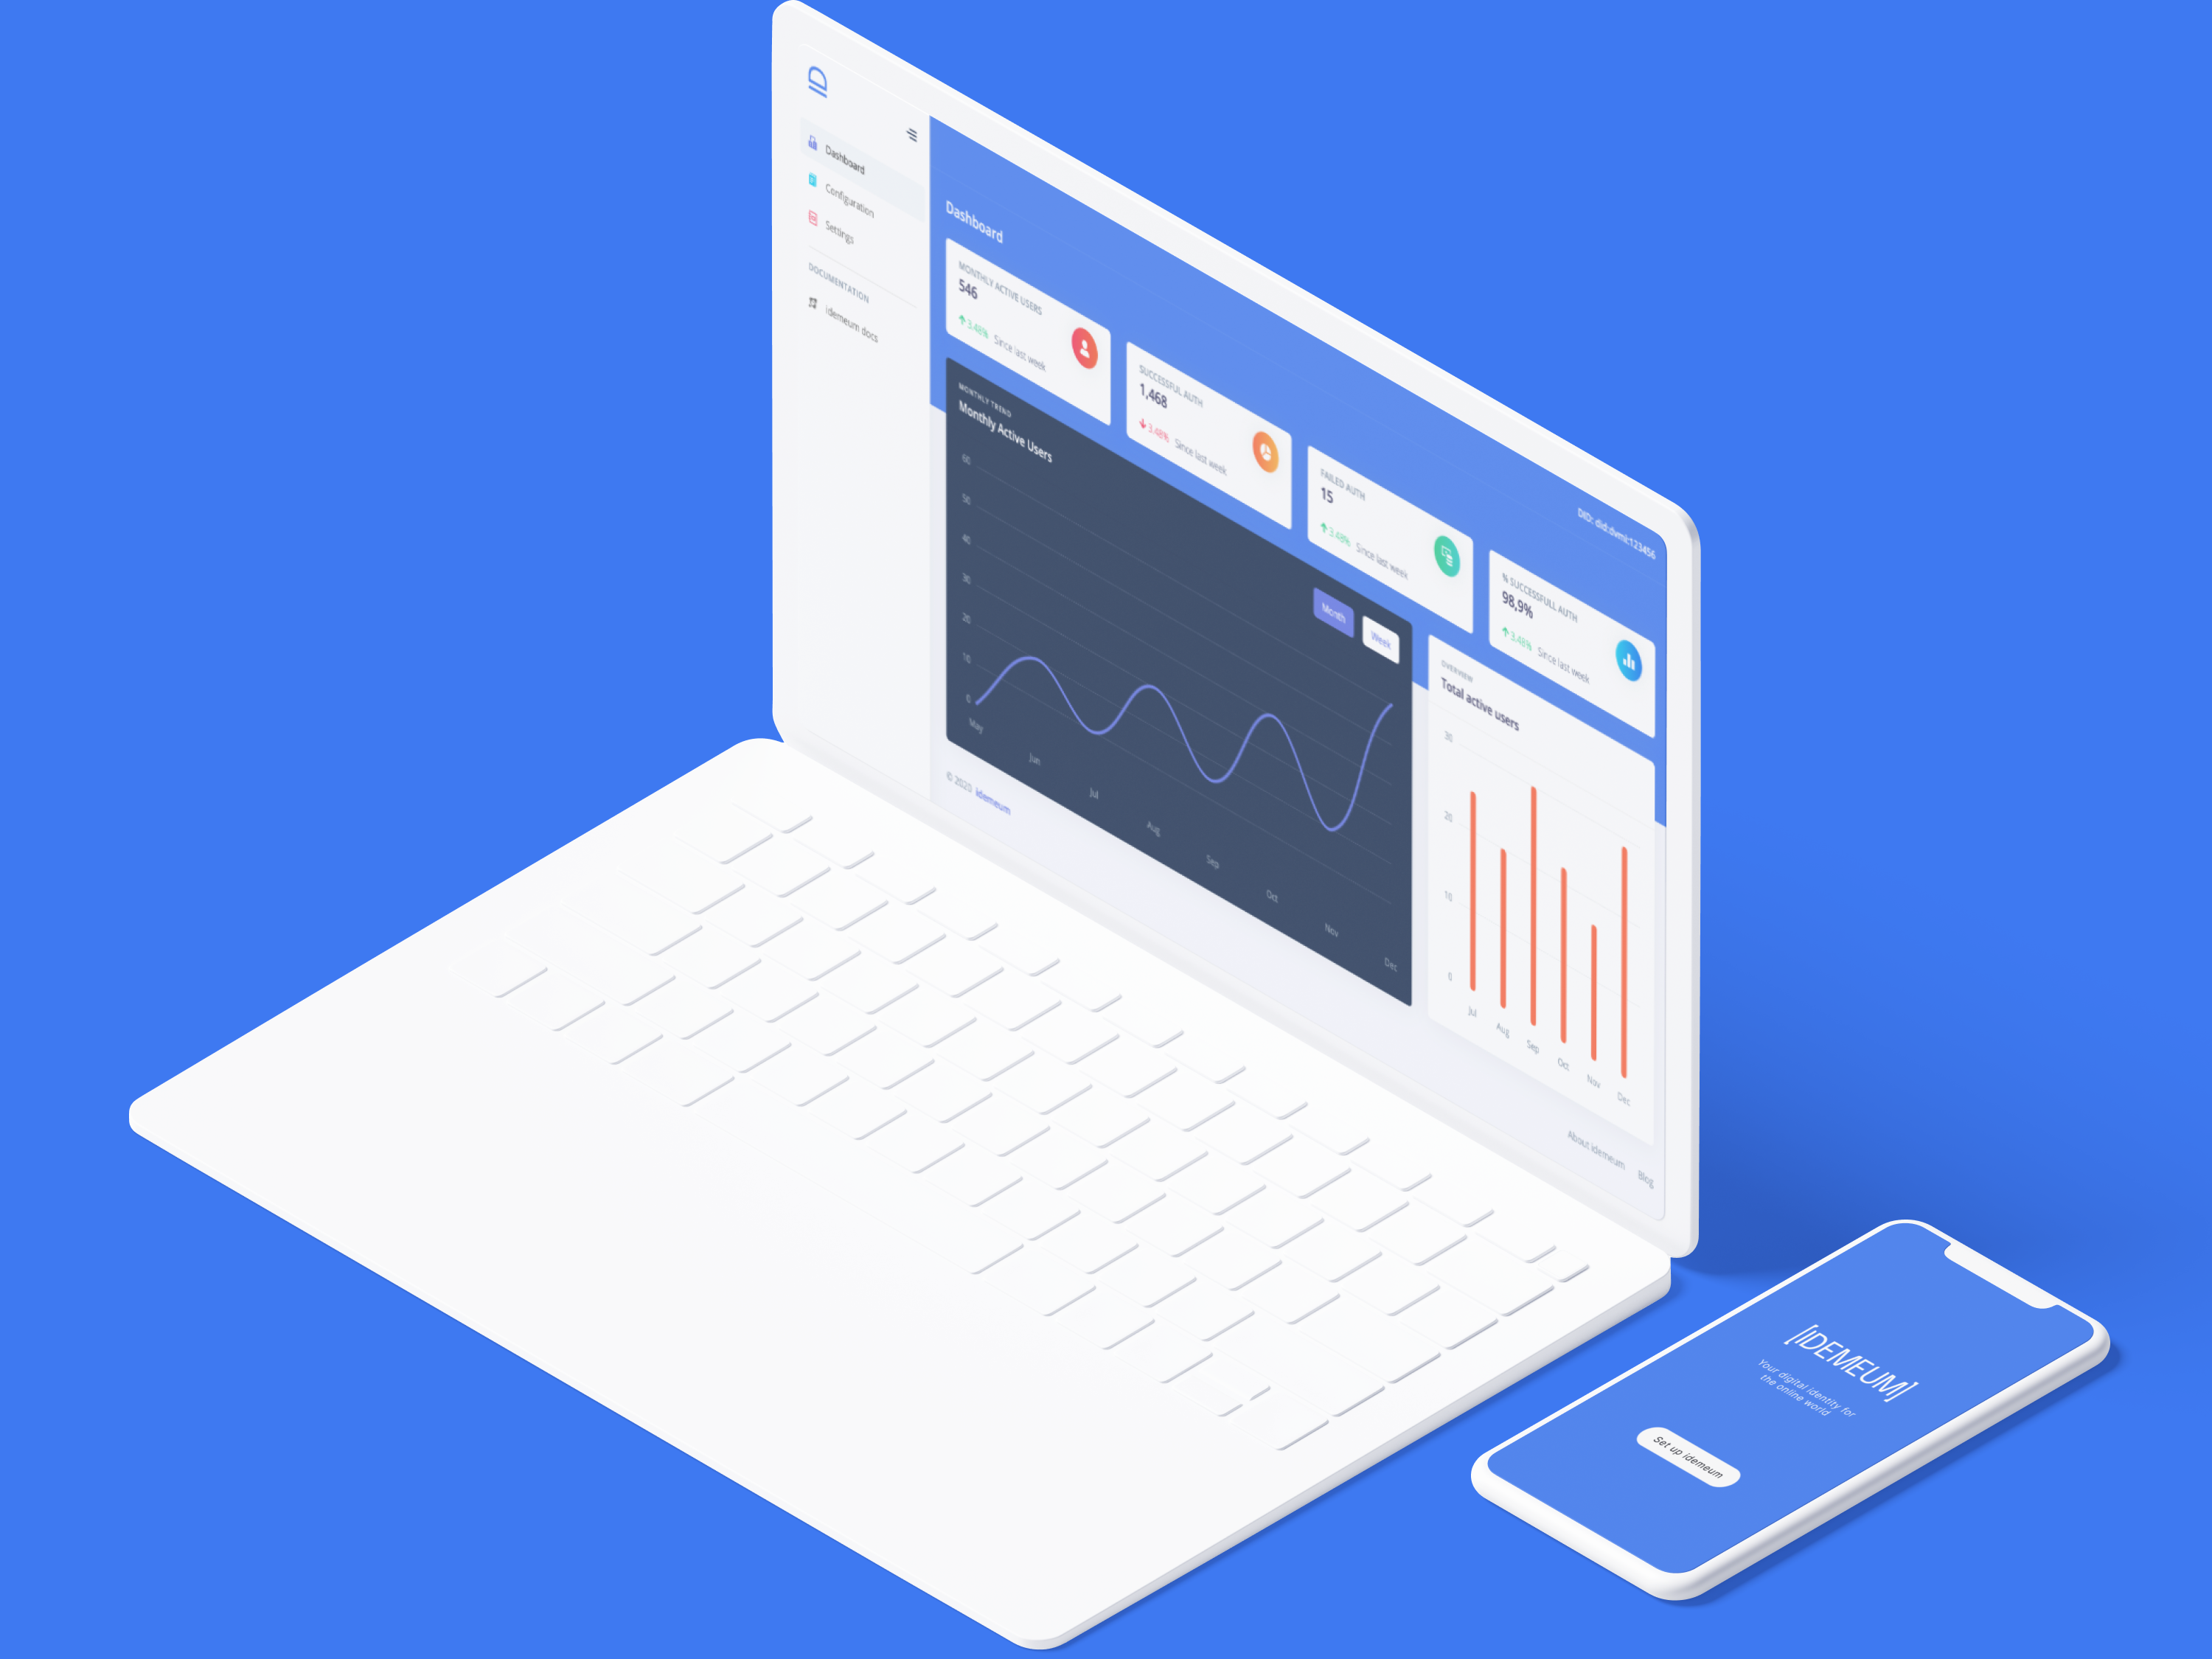 ID
Dashboard
Configuration
Settings
DOCUMENTATION
idemeum docs
DID: did:dvml:123456
Dashboard
MONTHLY ACTIVE USERS
546
3.48% Since last week
SUCCESSFUL AUTH
1,468
3.48% Since last week
FAILED AUTH
15
3.48% Since last week
% SUCCESSFULL AUTH
98,9%
3.48% Since last week
MONTHLY TREND
Monthly Active Users
Month
Week
60
50
40
30
20
10
0
May
Jun
Jul
Aug
Sep
Oct
Nov
Dec
OVERVIEW
Total active users
30
20
10
0
Jul
Aug
Sep
Oct
Nov
Dec
© 2020 idemeum
About idemeum
Blog
[IDEMEUM]
Your digital identity for
the online world
Set up idemeum